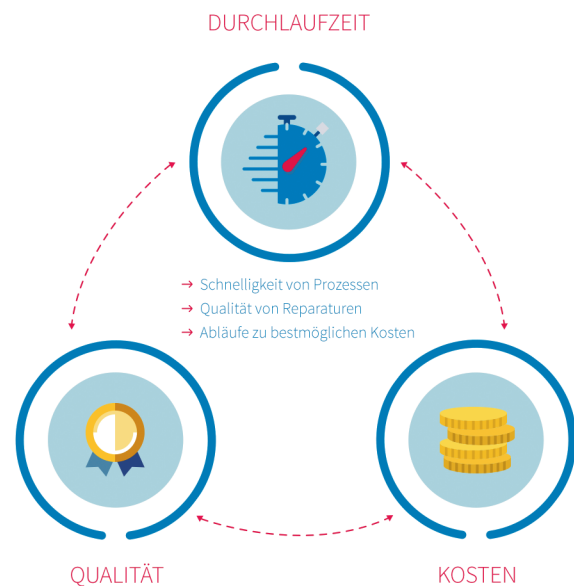 DURCHLAUFZEIT
→ Schnelligkeit von Prozessen
→ Qualität von Reparaturen
→ Abläufe zu bestmöglichen Kosten
QUALITÄT
KOSTEN